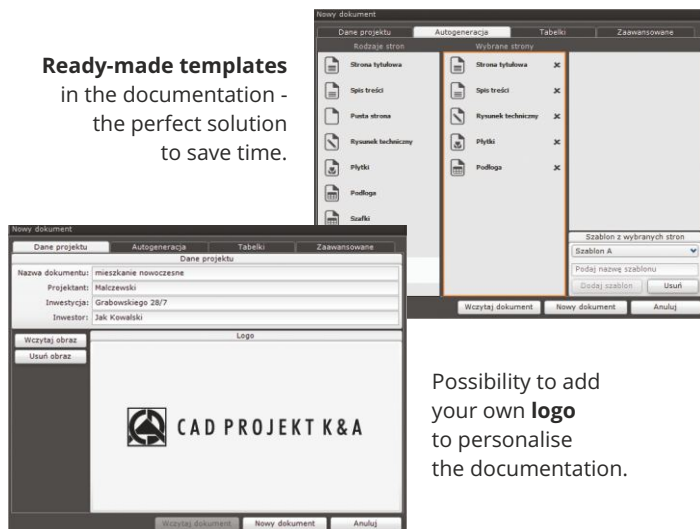 Ready-made templates
in the documentation -
the perfect solution
to save time.
Nowy dokument
Dane projektu Autogeneracja Tabelki Zaawansowane
Rodzaje stron Wybrane strony
Strona tytułowa Strona tytułowa
Spis treści Spis treści
Pusta strona Rysunek techniczny
Rysunek techniczny Płytki
Płytki Podłoga
Podłoga
Szafki
Szablon z wybranych stron
Szablon A
Podaj nazwę szablonu
Dodaj szablon Usuń
Wczytaj dokument Nowy dokument Anuluj
Nowy dokument
Dane projektu Autogeneracja Tabelki Zaawansowane
Dane projektu
Nazwa dokumentu: mieszkanie nowoczesne
Projektant: Malczewski
Inwestycja: Grabowskiego 28/7
Inwestor: Jak Kowalski
Wczytaj obraz Logo
Usuń obraz
CAD PROJEKT K&A
Wczytaj dokument Nowy dokument Anuluj
Possibility to add
your own logo
to personalise
the documentation.